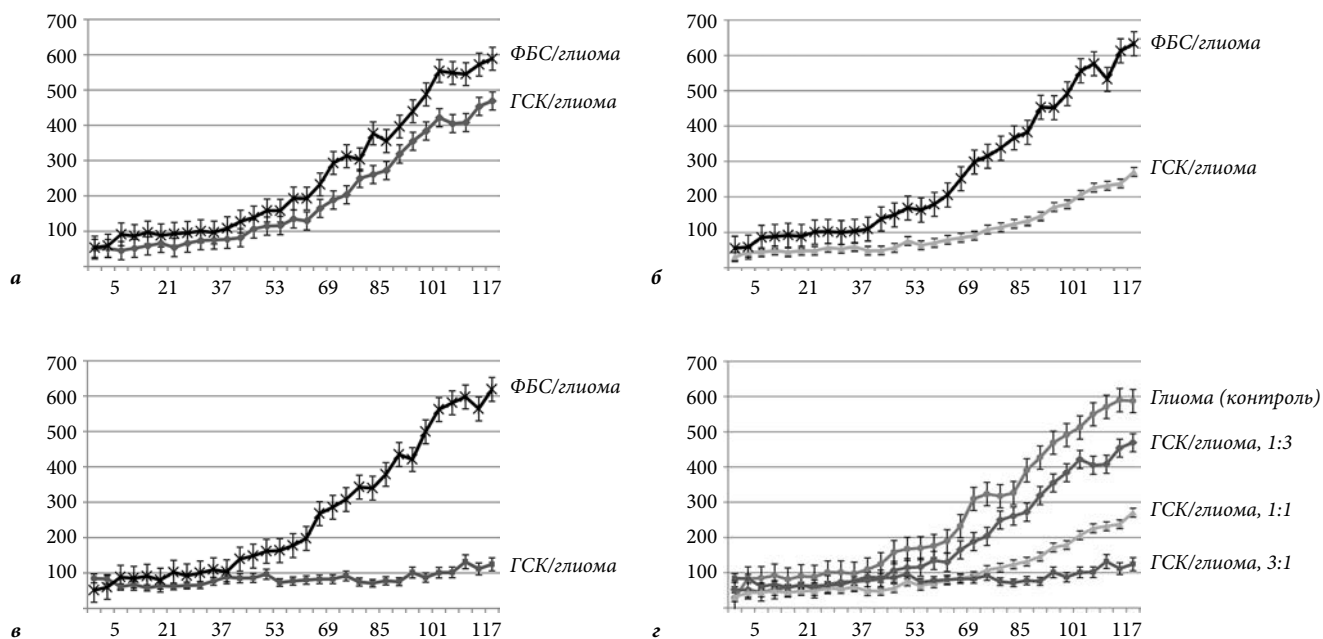 700
600
500
400
300
200
100
5 21 37 53 69 85 101 117
ФБС/глиома
ГСК/глиома
а
700
600
500
400
300
200
100
5 21 37 53 69 85 101 117
ФБС/глиома
ГСК/глиома
б
700
600
500
400
300
200
100
5 21 37 53 69 85 101 117
ФБС/глиома
ГСК/глиома
в
700
600
500
400
300
200
100
5 21 37 53 69 85 101 117
Глиома (контроль)
ГСК/глиома, 1:3
ГСК/глиома, 1:1
ГСК/глиома, 3:1
г